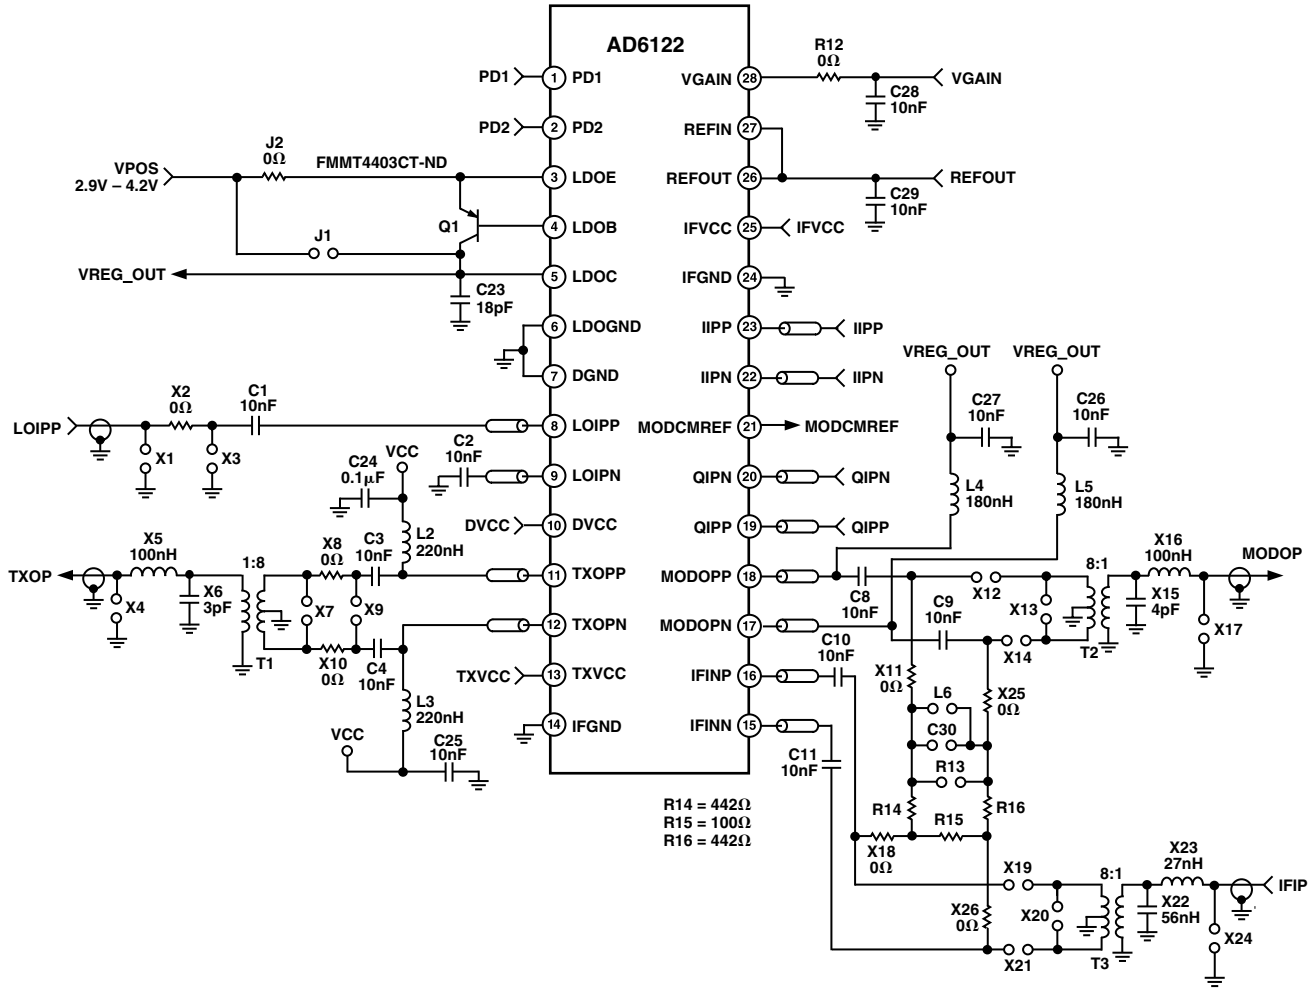 AD6122
PD1
1
PD1
PD2
2
PD2
J2
0Ω
FMMT4403CT-ND
VPOS
2.9V – 4.2V
3
LDOE
Q1
4
LDOB
J1
VREG_OUT
5
LDOC
C23
18pF
6
LDOGND
7
DGND
LOIPP
X1
X2
0Ω
X3
C1
10nF
8
LOIPP
C2
10nF
9
LOIPN
VCC
C24
0.1μF
L2
220nH
DVCC
10
DVCC
TXOP
X5
100nH
X4
X6
3pF
1:8
T1
X7
X8
0Ω
X9
X10
0Ω
C3
10nF
11
TXOPP
C4
10nF
12
TXOPN
TXVCC
13
TXVCC
L3
220nH
VCC
C25
10nF
14
IFGND
VGAIN
28
R12
0Ω
C28
10nF
VGAIN
REFIN
27
REFOUT
26
C29
10nF
REFOUT
IFVCC
25
IFVCC
IFGND
24
IIPP
23
IIPP
IIPN
22
IIPN
MODCMREF
21
MODCMREF
QIPN
20
QIPN
QIPP
19
QIPP
VREG_OUT
VREG_OUT
C27
10nF
C26
10nF
L4
180nH
L5
180nH
MODOPP
18
C8
10nF
MODOPN
17
C9
10nF
X12
X13
X14
8:1
T2
X15
4pF
X16
100nH
X17
MODOP
IFINP
16
C10
10nF
IFINN
15
C11
10nF
X11
0Ω
X25
0Ω
L6
C30
R13
R14
R16
R15
X18
0Ω
R14 = 442Ω
R15 = 100Ω
R16 = 442Ω
X19
X20
X21
X26
0Ω
8:1
T3
X22
56nH
X23
27nH
X24
IFIP